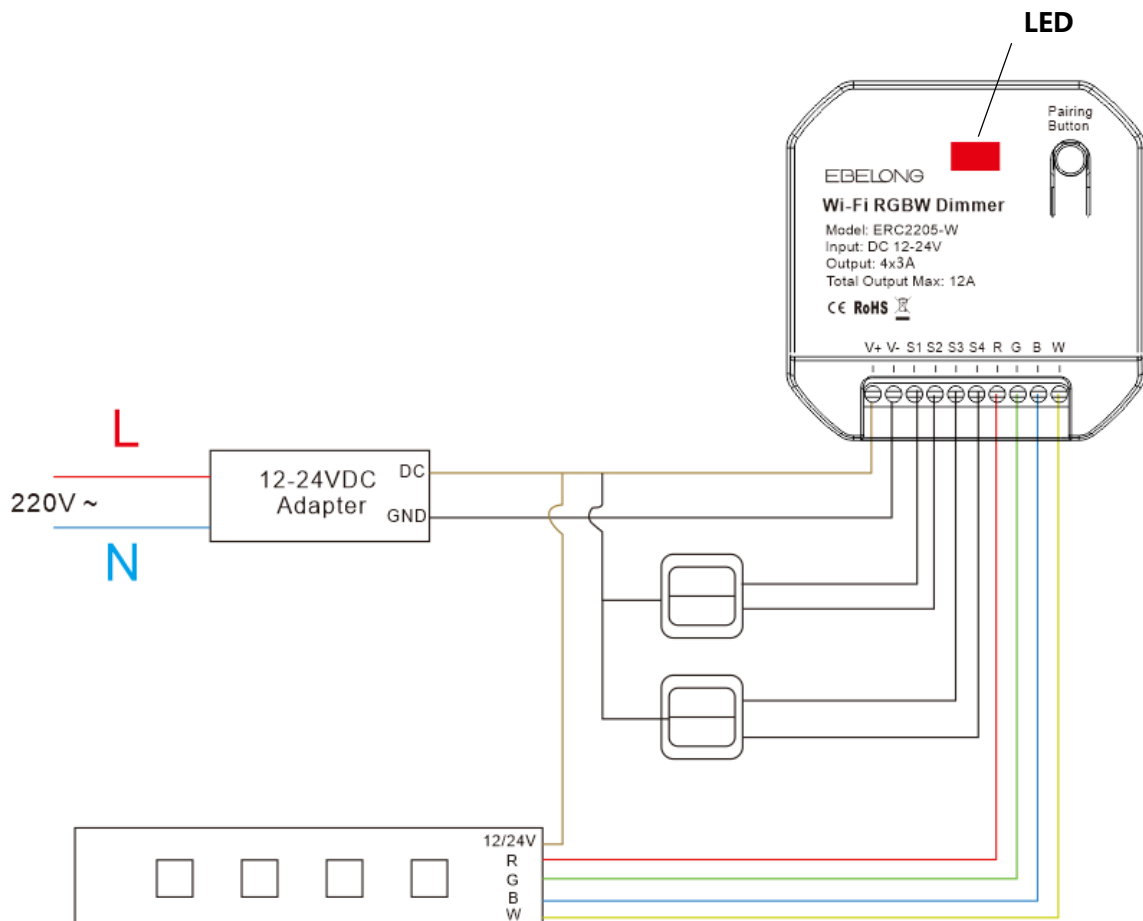 LED
Pairing
Button
EBELONG
Wi-Fi RGBW Dimmer
Model: ERC2205-W
Input: DC 12-24V
Output: 4x3A
Total Output Max: 12A
CE RoHS
V+ V- S1 S2 S3 S4 R G B W
L
220V ~
N
12-24VDC
Adapter
DC
GND
12/24V
R
G
B
W